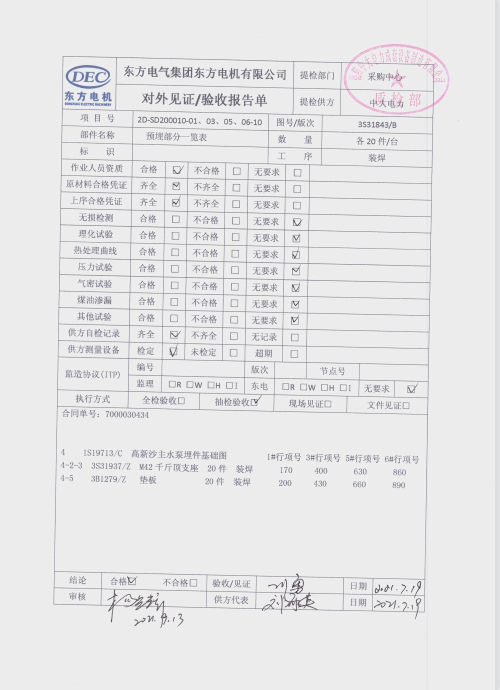 DEC
东方电机
东方电气集团东方电机有限公司 提检部门 采购中心
对外见证/验收报告单 提检供方 中大电力
质检部
项目号 2D-SD200010-01、03、05、06-10 图号/版次 3S31843/B
部件名称 预埋部分一览表 数量 各20件/台
标识 工序 装焊
作业人员资质 合格 ☑ 不合格 □ 无要求 □
原材料合格凭证 齐全 ☑ 不齐全 □ 无要求 □
上序合格凭证 齐全 ☑ 不齐全 □ 无要求 □
无损检测 合格 □ 不合格 □ 无要求 ☑
理化试验 合格 □ 不合格 □ 无要求 ☑
热处理曲线 合格 □ 不合格 □ 无要求 ☑
压力试验 合格 □ 不合格 □ 无要求 ☑
气密试验 合格 □ 不合格 □ 无要求 ☑
煤油渗漏 合格 □ 不合格 □ 无要求 ☑
其他试验 合格 □ 不合格 □ 无要求 ☑
供方自检记录 齐全 ☑ 不齐全 □ 无记录 □
供方测量设备 检定 ☑ 未检定 □ 超期 □
监造协议(ITP) 编号 版次 节点号
监理 □R □W □H □I 东电 □R □W □H □I 无要求 ☑
执行方式 全检验收□ 抽检验收☑ 现场见证□ 文件见证□
合同单号: 7000030434
4 1S19713/C 高新沙主水泵埋件基础图 1#行项号 3#行项号 5#行项号 6#行项号
4-2-3 3S31937/Z M42千斤顶支座 20件 装焊 170 400 630 860
4-5 3B1279/Z 垫板 20件 装焊 200 430 660 890
结论 合格☑ 不合格□ 验收/见证 日期 2021.7.19
审核 供方代表 日期 2021.7.19